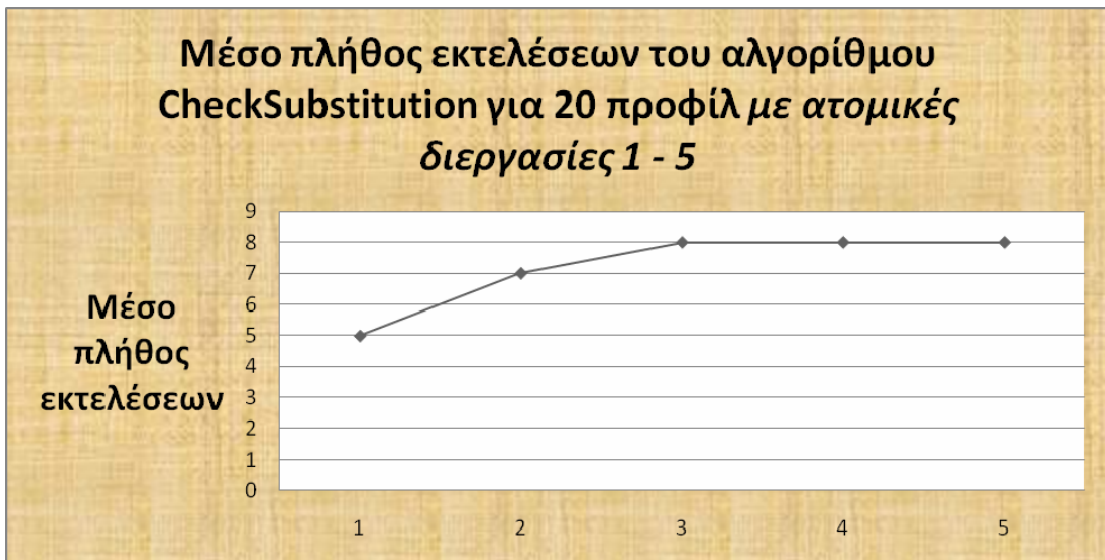 Μέσο πλήθος εκτελέσεων του αλγορίθμου
CheckSubstitution για 20 προφίλ με ατομικές
διεργασίες 1 - 5
Μέσο
πλήθος
εκτελέσεων
9
8
7
6
5
4
3
2
1
0
1 2 3 4 5